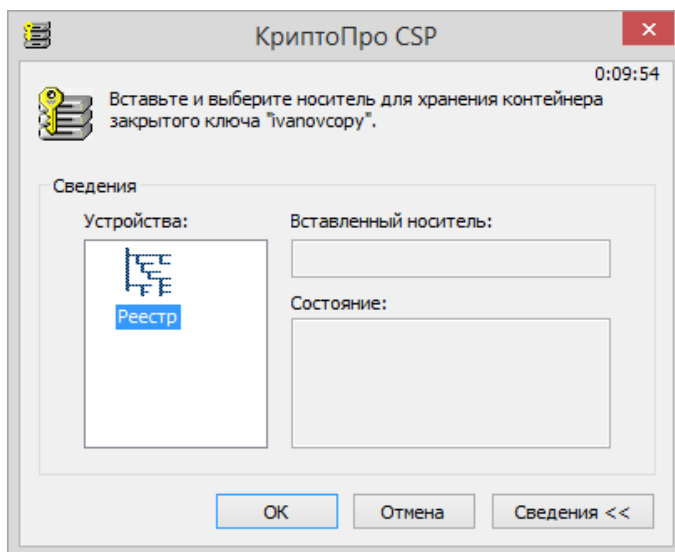 КриптоПро CSP
0:09:54
Вставьте и выберите носитель для хранения контейнера
закрытого ключа "ivanovcopy".
Сведения
Устройства:
Реестр
Вставленный носитель:
Состояние:
ОК
Отмена
Сведения <<